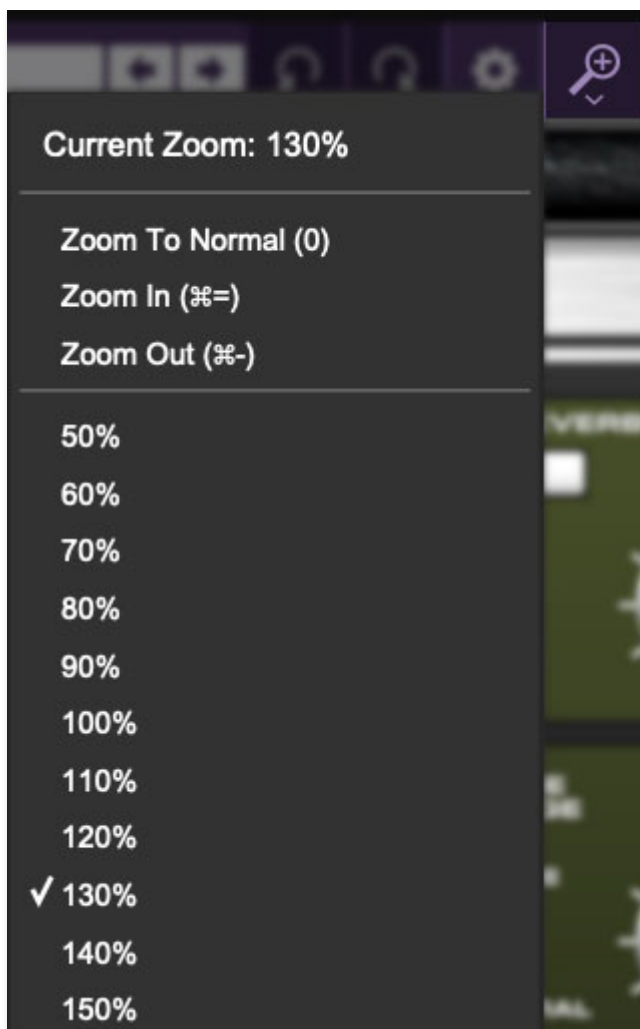 Current Zoom: 130%
Zoom To Normal (0)
Zoom In (⌘=)
Zoom Out (⌘-)
50%
60%
70%
80%
90%
100%
110%
120%
✓ 130%
140%
150%